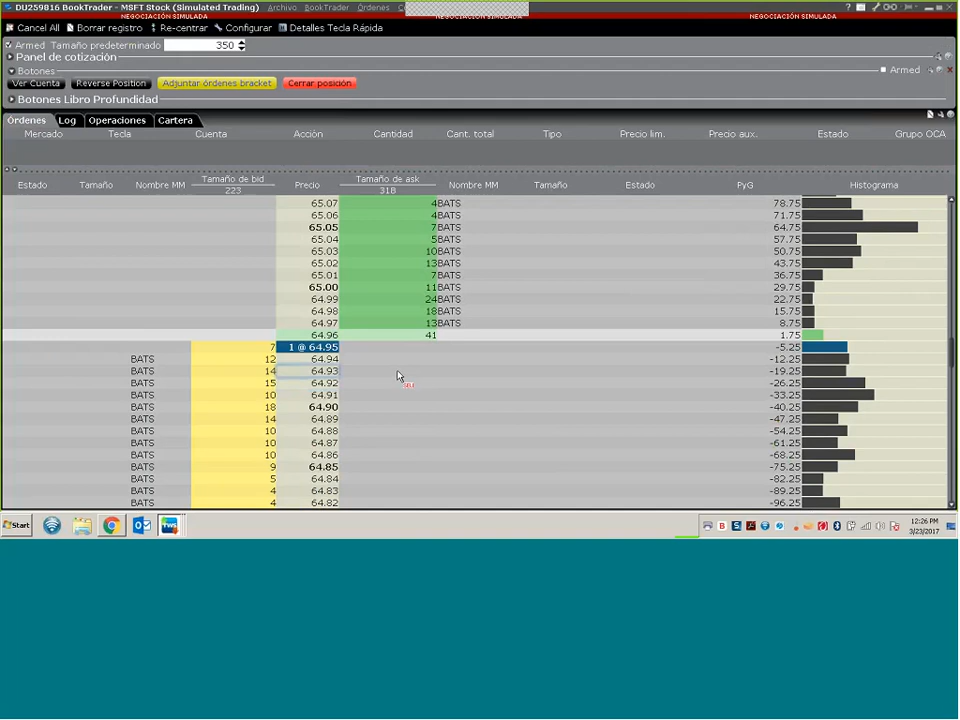 DU259816 BookTrader - MSFT Stock (Simulated Trading) Archivo BookTrader Órdenes
NEGOCIACIÓN SIMULADA NEGOCIACIÓN SIMULADA NEGOCIACIÓN SIMULADA
Cancel All Borrar registro Re-centrar Configurar Detalles Tecla Rápida
Armed Tamaño predeterminado 350
Panel de cotización
Botones Armed
Ver Cuenta Reverse Position Adjuntar órdenes bracket Cerrar posición
Botones Libro Profundidad
Órdenes Log Operaciones Cartera
Mercado Tecla Cuenta Acción Cantidad Cant. total Tipo Precio lim. Precio aux. Estado Grupo OCA
Estado Tamaño Nombre MM Tamaño de bid 223 Precio Tamaño de ask 318 Nombre MM Tamaño Estado PyG Histograma
65.07 4 BATS 78.75
65.06 4 BATS 71.75
65.05 7 BATS 64.75
65.04 5 BATS 57.75
65.03 10 BATS 50.75
65.02 13 BATS 43.75
65.01 7 BATS 36.75
65.00 11 BATS 29.75
64.99 24 BATS 22.75
64.98 18 BATS 15.75
64.97 13 BATS 8.75
64.96 41 1.75
7 1 @ 64.95 -5.25
BATS 12 64.94 -12.25
BATS 14 64.93 -19.25
BATS 15 64.92 -26.25
BATS 10 64.91 -33.25
BATS 18 64.90 -40.25
BATS 14 64.89 -47.25
BATS 10 64.88 -54.25
BATS 10 64.87 -61.25
BATS 10 64.86 -68.25
BATS 9 64.85 -75.25
BATS 5 64.84 -82.25
BATS 4 64.83 -89.25
BATS 4 64.82 -96.25
Start 12:26 PM
3/23/2017